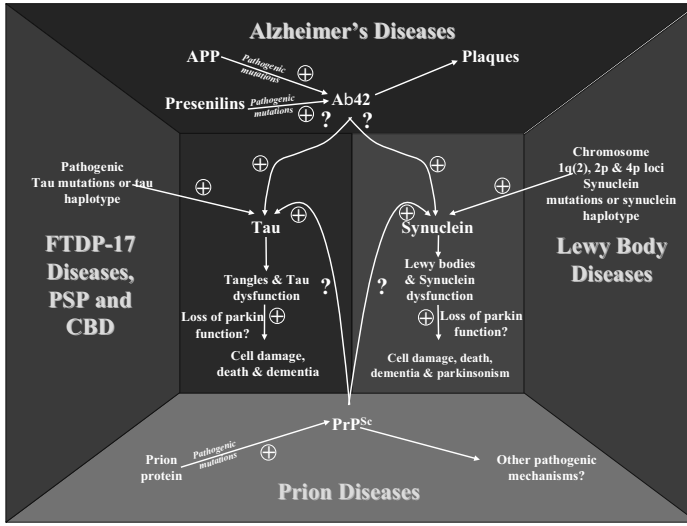 Alzheimer's Diseases
APP
Pathogenic
mutations
Plaques
Presenilins
Pathogenic
mutations
Ab42
?
?
Pathogenic
Tau mutations or tau
haplotype
Chromosome
1q(2), 2p & 4p loci
Synuclein
mutations or synuclein
haplotype
FTDP-17
Diseases,
PSP and
CBD
Tau
Synuclein
Lewy Body
Diseases
Tangles & Tau
dysfunction
?
?
Lewy bodies
& Synuclein
dysfunction
Loss of parkin
function?
Loss of parkin
function?
Cell damage,
death & dementia
Cell damage, death,
dementia & parkinsonism
PrPSc
Prion
protein
Pathogenic
mutations
Other pathogenic
mechanisms?
Prion Diseases